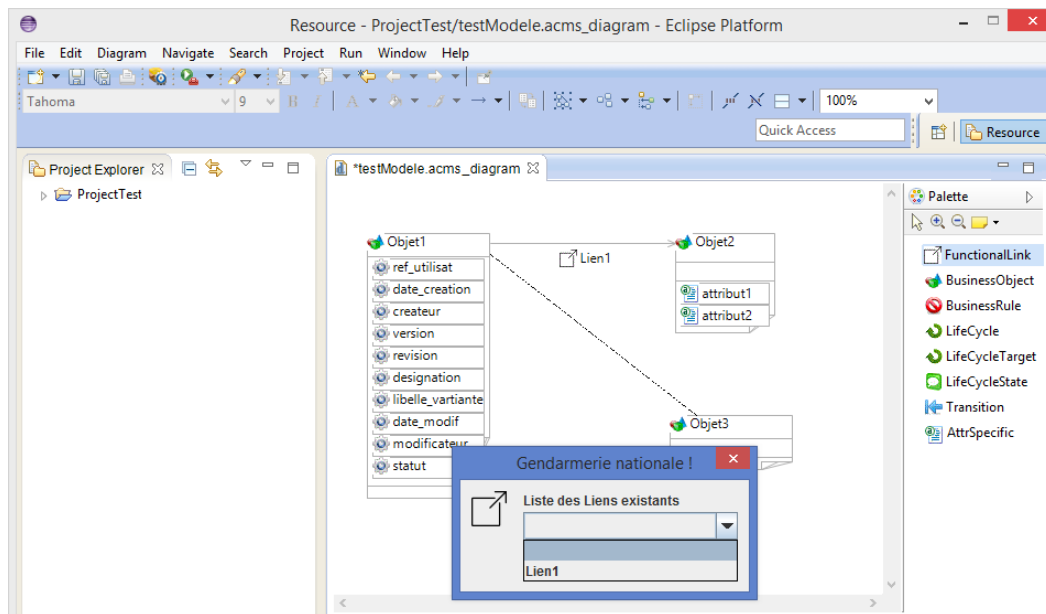 Resource - ProjectTest/testModele.acms_diagram - Eclipse Platform
File Edit Diagram Navigate Search Project Run Window Help
Tahoma 9 B I A 100%
Quick Access Resource
Project Explorer
ProjectTest
*testModele.acms_diagram
Objet1
ref_utilisat
date_creation
createur
version
revision
designation
libelle_vartiante
date_modif
modificateur
statut
Lien1
Objet2
attribut1
attribut2
Objet3
Gendarmerie nationale !
Liste des Liens existants
Lien1
Palette
FunctionalLink
BusinessObject
BusinessRule
LifeCycle
LifeCycleTarget
LifeCycleState
Transition
AttrSpecific